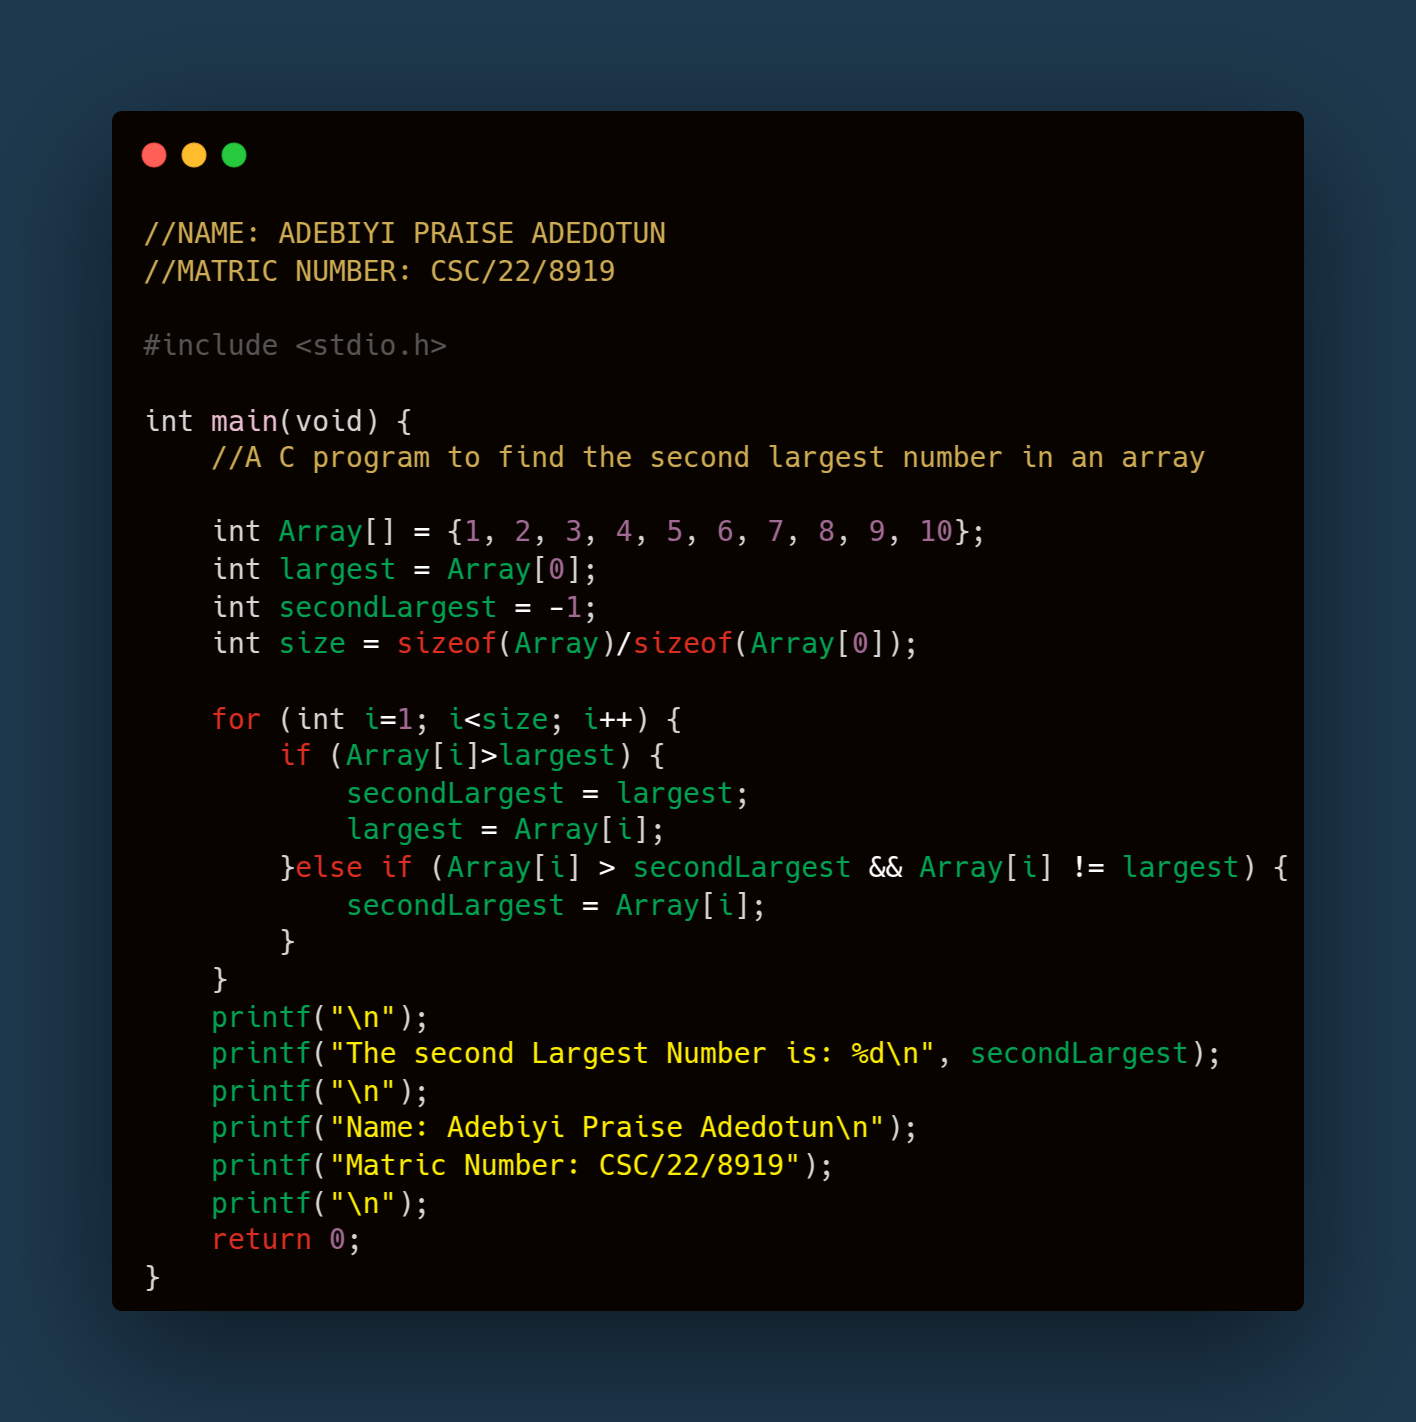 //NAME: ADEBIYI PRAISE ADEDOTUN
//MATRIC NUMBER: CSC/22/8919

#include <stdio.h>

int main(void) {
    //A C program to find the second largest number in an array

    int Array[] = {1, 2, 3, 4, 5, 6, 7, 8, 9, 10};
    int largest = Array[0];
    int secondLargest = -1;
    int size = sizeof(Array)/sizeof(Array[0]);

    for (int i=1; i<size; i++) {
        if (Array[i]>largest) {
            secondLargest = largest;
            largest = Array[i];
        }else if (Array[i] > secondLargest && Array[i] != largest) {
            secondLargest = Array[i];
        }
    }
    printf("\n");
    printf("The second Largest Number is: %d\n", secondLargest);
    printf("\n");
    printf("Name: Adebiyi Praise Adedotun\n");
    printf("Matric Number: CSC/22/8919");
    printf("\n");
    return 0;
}